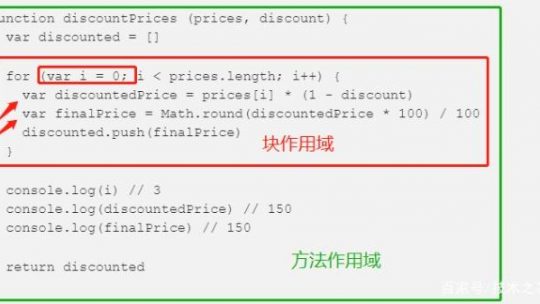 unction discountPrices (prices, discount) {
var discounted = []
for (var i = 0; i < prices.length; i++) {
var discountedPrice = prices[i] * (1 - discount)
var finalPrice = Math.round(discountedPrice * 100) / 100
discounted.push(finalPrice)
}
块作用域
console.log(i) // 3
console.log(discountedPrice) // 150
console.log(finalPrice) // 150
方法作用域
return discounted